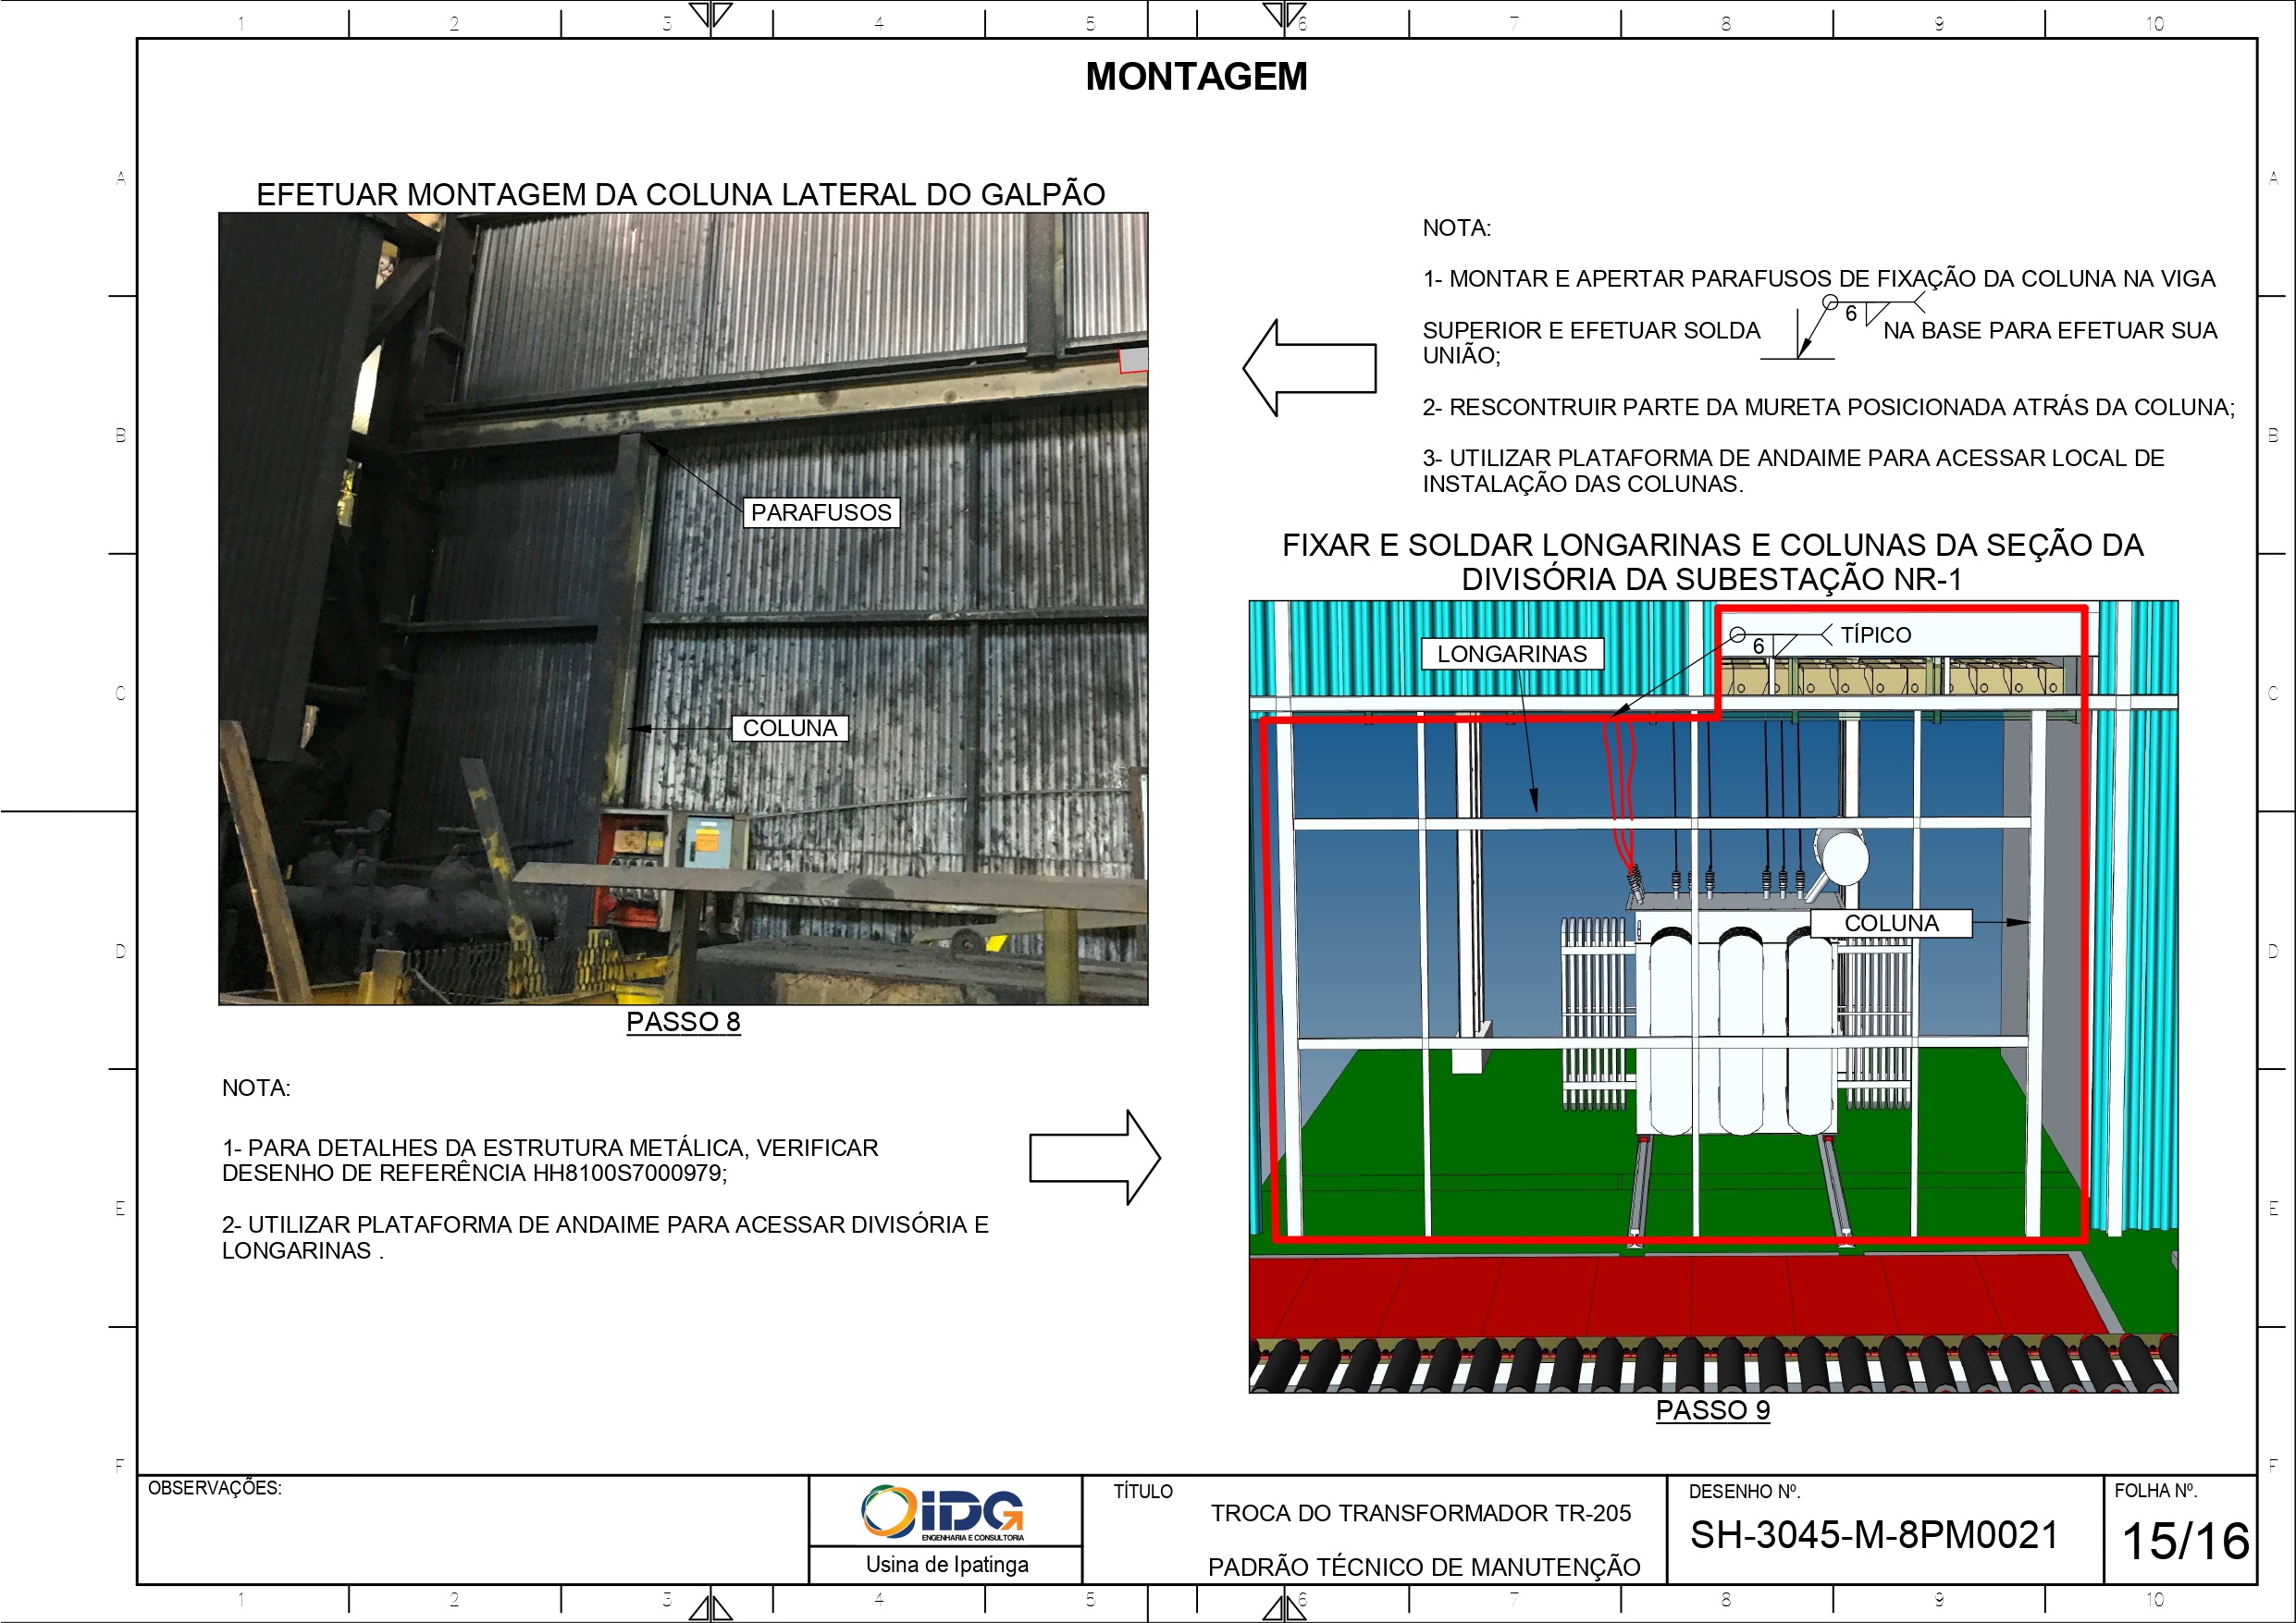 1 2 3 4 5 6 7 8 9 10
MONTAGEM
A A
B B
C C
D D
E E
F F
EFETUAR MONTAGEM DA COLUNA LATERAL DO GALPÃO
PARAFUSOS
COLUNA
PASSO 8
NOTA:
1- MONTAR E APERTAR PARAFUSOS DE FIXAÇÃO DA COLUNA NA VIGA
SUPERIOR E EFETUAR SOLDA 6 NA BASE PARA EFETUAR SUA
UNIÃO;
2- RESCONTRUIR PARTE DA MURETA POSICIONADA ATRÁS DA COLUNA;
3- UTILIZAR PLATAFORMA DE ANDAIME PARA ACESSAR LOCAL DE
INSTALAÇÃO DAS COLUNAS.
FIXAR E SOLDAR LONGARINAS E COLUNAS DA SEÇÃO DA
DIVISÓRIA DA SUBESTAÇÃO NR-1
6 TÍPICO
LONGARINAS
COLUNA
PASSO 9
NOTA:
1- PARA DETALHES DA ESTRUTURA METÁLICA, VERIFICAR
DESENHO DE REFERÊNCIA HH8100S7000979;
2- UTILIZAR PLATAFORMA DE ANDAIME PARA ACESSAR DIVISÓRIA E
LONGARINAS .
OBSERVAÇÕES:
IDG
ENGENHARIA E CONSULTORIA
Usina de Ipatinga
TÍTULO
TROCA DO TRANSFORMADOR TR-205
PADRÃO TÉCNICO DE MANUTENÇÃO
DESENHO Nº.
SH-3045-M-8PM0021
FOLHA Nº.
15/16
1 2 3 4 5 6 7 8 9 10